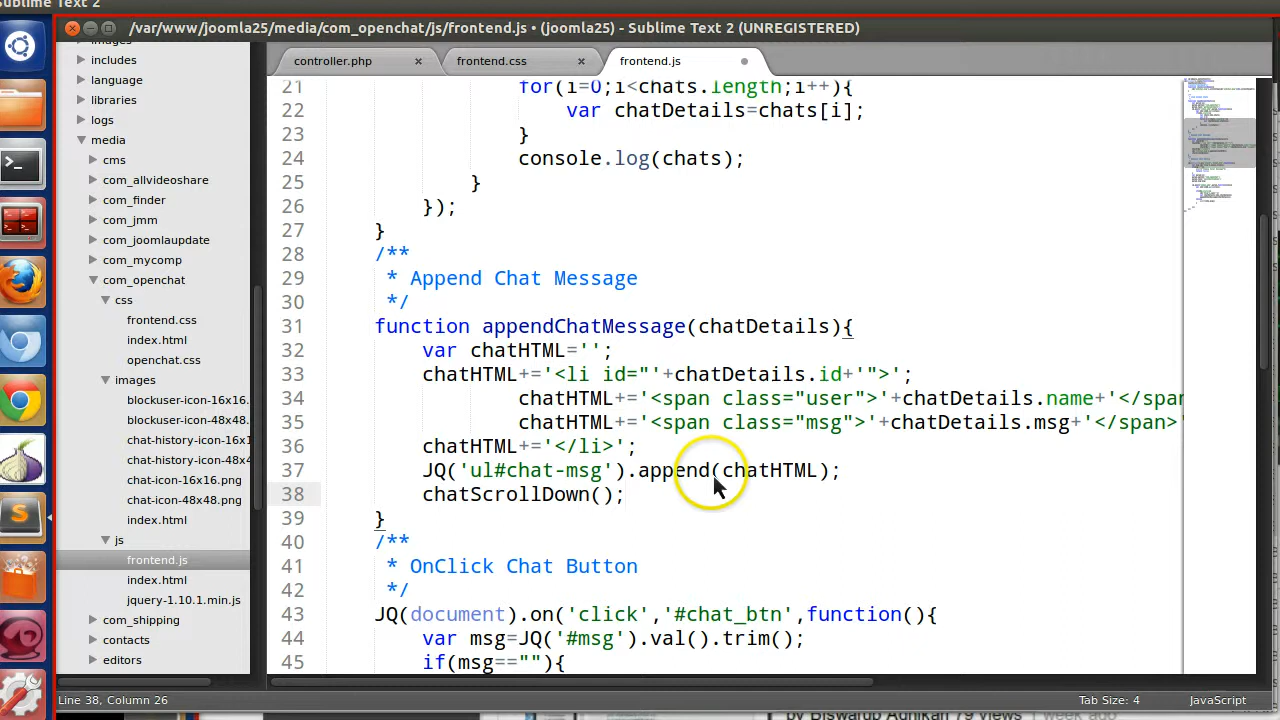 Sublime Text 2
/var/www/joomla25/media/com_openchat/js/frontend.js • (joomla25) - Sublime Text 2 (UNREGISTERED)
controller.php
frontend.css
frontend.js
images
includes
language
libraries
logs
media
cms
com_allvideoshare
com_finder
com_jmm
com_joomlaupdate
com_mycomp
com_openchat
css
frontend.css
index.html
openchat.css
images
blockuser-icon-16x16.
blockuser-icon-48x48.
chat-history-icon-16x1
chat-history-icon-48x4
chat-icon-16x16.png
chat-icon-48x48.png
index.html
js
frontend.js
index.html
jquery-1.10.1.min.js
com_shipping
contacts
editors
21 for(i=0;i<chats.length;i++){
22 var chatDetails=chats[i];
23 }
24 console.log(chats);
25 }
26 });
27 }
28 /**
29 * Append Chat Message
30 */
31 function appendChatMessage(chatDetails){
32 var chatHTML='';
33 chatHTML+='<li id="'+chatDetails.id+'">';
34 chatHTML+='<span class="user">'+chatDetails.name+'</span
35 chatHTML+='<span class="msg">'+chatDetails.msg+'</span>'
36 chatHTML+='</li>';
37 JQ('ul#chat-msg').append(chatHTML);
38 chatScrollDown();
39 }
40 /**
41 * OnClick Chat Button
42 */
43 JQ(document).on('click','#chat_btn',function(){
44 var msg=JQ('#msg').val().trim();
45 if(msg==""){
Line 38, Column 26
Tab Size: 4
JavaScript
by Biswarup Adhikari 79 views
week ago